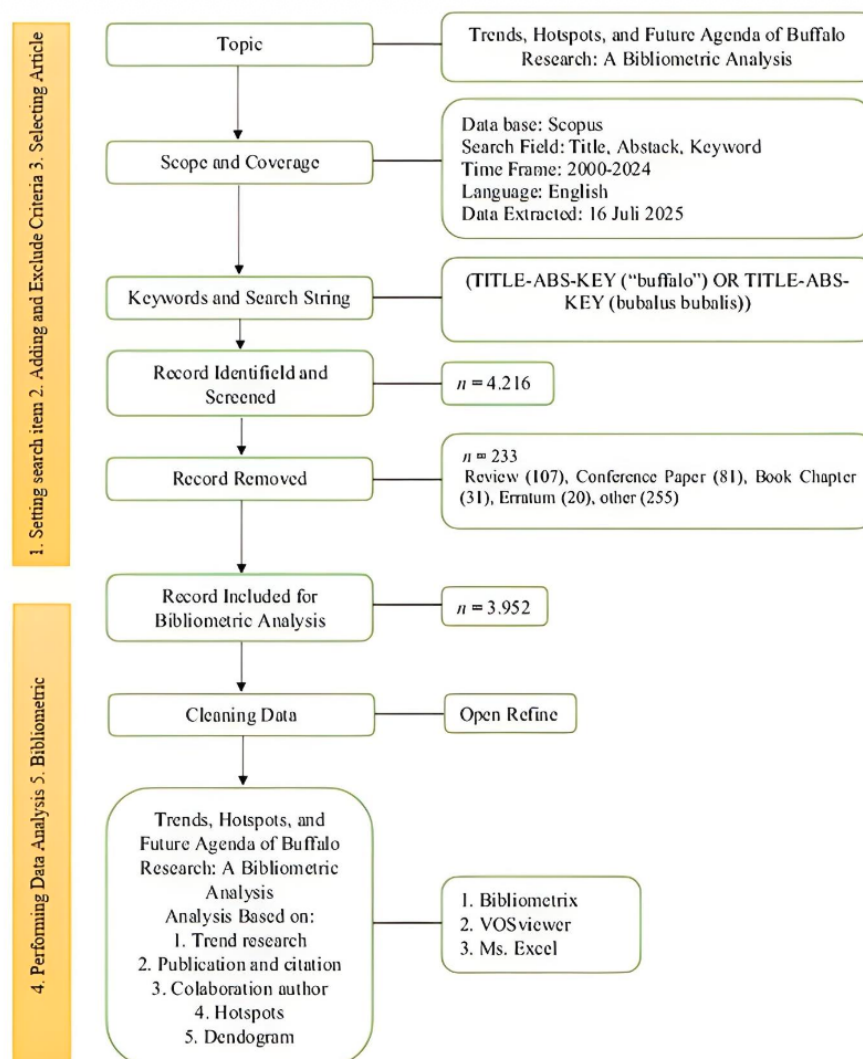 1. Setting search item 2. Adding and Exclude Criteria 3. Selecting Article
Topic
Trends, Hotspots, and Future Agenda of Buffalo
Research: A Bibliometric Analysis
Scope and Coverage
Data base: Scopus
Search Field: Title, Abstack, Keyword
Time Frame: 2000-2024
Language: English
Data Extracted: 16 Juli 2025
Keywords and Search String
(TITLE-ABS-KEY (“buffalo”) OR TITLE-ABS-
KEY (bubalus bubalis))
Record Identifield and
Screened
n = 4.216
Record Removed
n = 233
Review (107), Conference Paper (81), Book Chapter
(31), Erratum (20), other (255)
4. Performing Data Analysis 5. Bibliometric
Record Included for
Bibliometric Analysis
n = 3.952
Cleaning Data
Open Refine
Trends, Hotspots, and
Future Agenda of Buffalo
Research: A Bibliometric
Analysis
Analysis Based on:
1. Trend research
2. Publication and citation
3. Colaboration author
4. Hotspots
5. Dendogram
1. Bibliometrix
2. VOSviewer
3. Ms. Excel